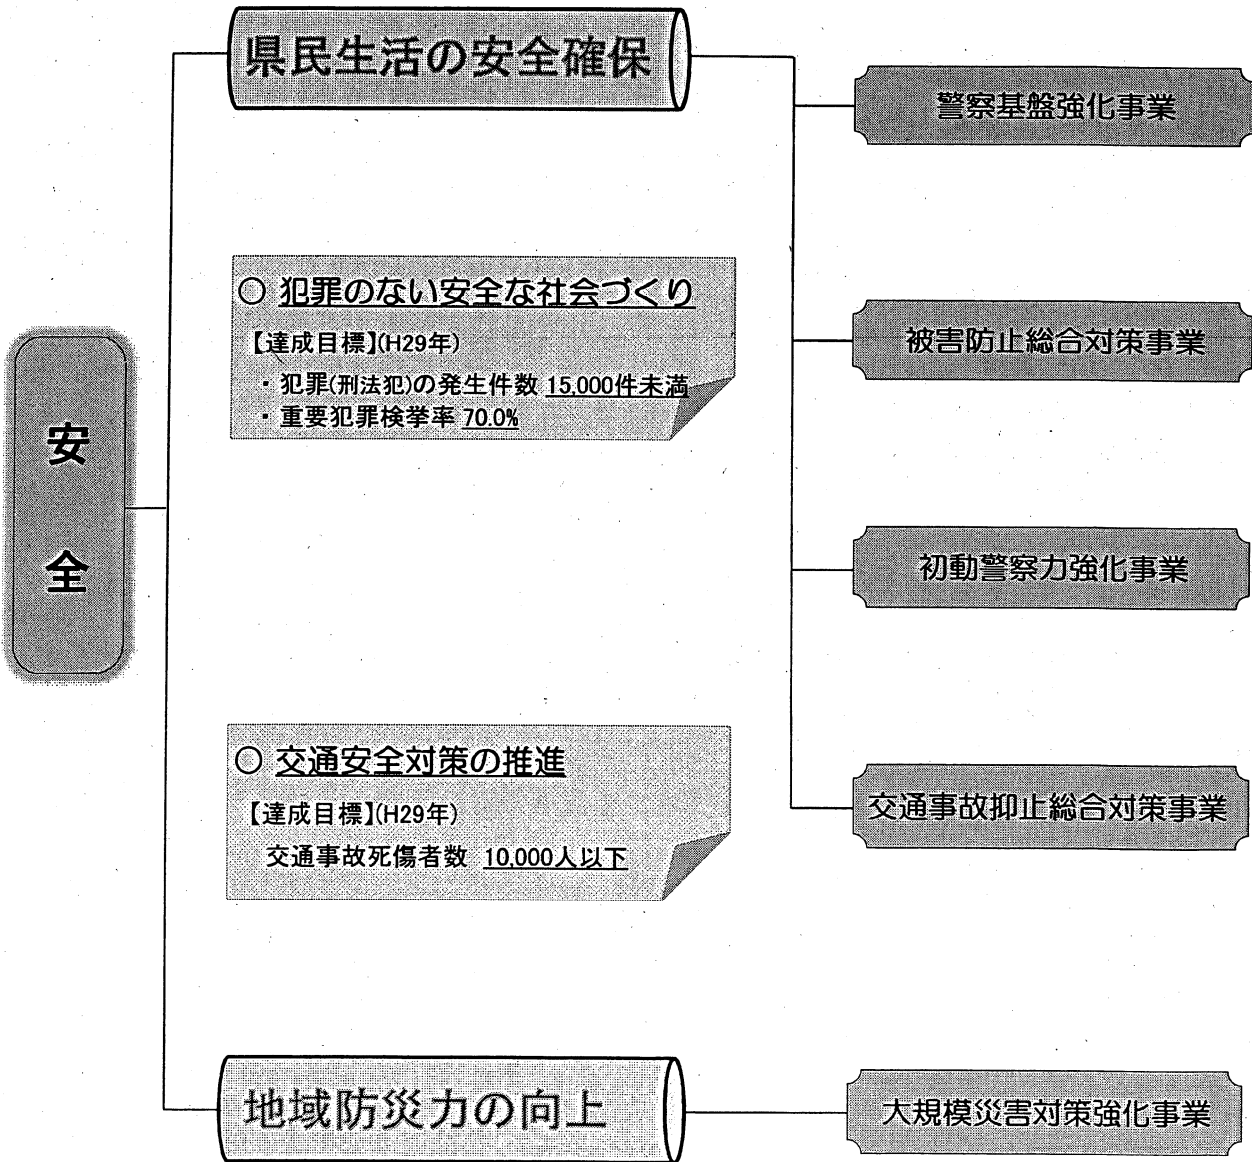 県民生活の安全確保
警察基盤強化事業
○ 犯罪のない安全な社会づくり
【達成目標】(H29年)
・犯罪(刑法犯)の発生件数 15,000件未満
・重要犯罪検挙率 70.0%
被害防止総合対策事業
安
全
初動警察力強化事業
○ 交通安全対策の推進
【達成目標】(H29年)
交通事故死傷者数 10,000人以下
交通事故抑止総合対策事業
地域防災力の向上
大規模災害対策強化事業